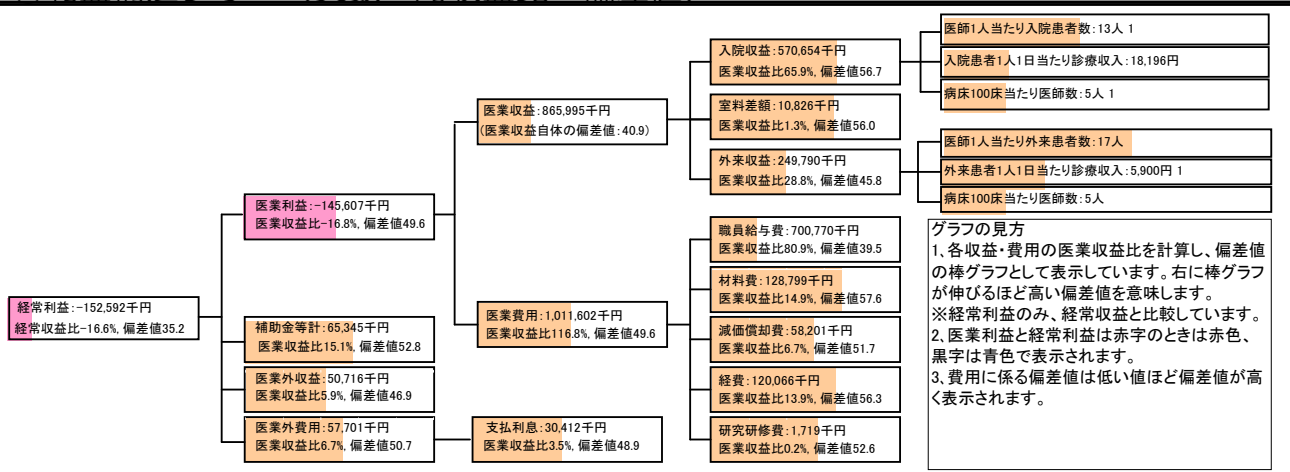 経常利益:-152,592千円
経常収益比-16.6%, 偏差値35.2
医業利益:-145,607千円
医業収益比-16.8%, 偏差値49.6
補助金等計:65,345千円
医業収益比15.1%, 偏差値52.8
医業外収益:50,716千円
医業収益比5.9%, 偏差値46.9
医業外費用:57,701千円
医業収益比6.7%, 偏差値50.7
医業収益:865,995千円
(医業収益自体の偏差値:40.9)
医業費用:1,011,602千円
医業収益比116.8%, 偏差値49.6
支払利息:30,412千円
医業収益比3.5%, 偏差値48.9
入院収益:570,654千円
医業収益比65.9%, 偏差値56.7
室料差額:10,826千円
医業収益比1.3%, 偏差値56.0
外来収益:249,790千円
医業収益比28.8%, 偏差値45.8
職員給与費:700,770千円
医業収益比80.9%, 偏差値39.5
材料費:128,799千円
医業収益比14.9%, 偏差値57.6
減価償却費:58,201千円
医業収益比6.7%, 偏差値51.7
経費:120,066千円
医業収益比13.9%, 偏差値56.3
研究研修費:1,719千円
医業収益比0.2%, 偏差値52.6
医師1人当たり入院患者数:13人 1
入院患者1人1日当たり診療収入:18,196円
病床100床当たり医師数:5人 1
医師1人当たり外来患者数:17人
外来患者1人1日当たり診療収入:5,900円 1
病床100床当たり医師数:5人
グラフの見方
1、各収益・費用の医業収益比を計算し、偏差値
の棒グラフとして表示しています。右に棒グラフ
が伸びるほど高い偏差値を意味します。
※経常利益のみ、経常収益と比較しています。
2、医業利益と経常利益は赤字のときは赤色、
黒字は青色で表示されます。
3、費用に係る偏差値は低い値ほど偏差値が高
く表示されます。